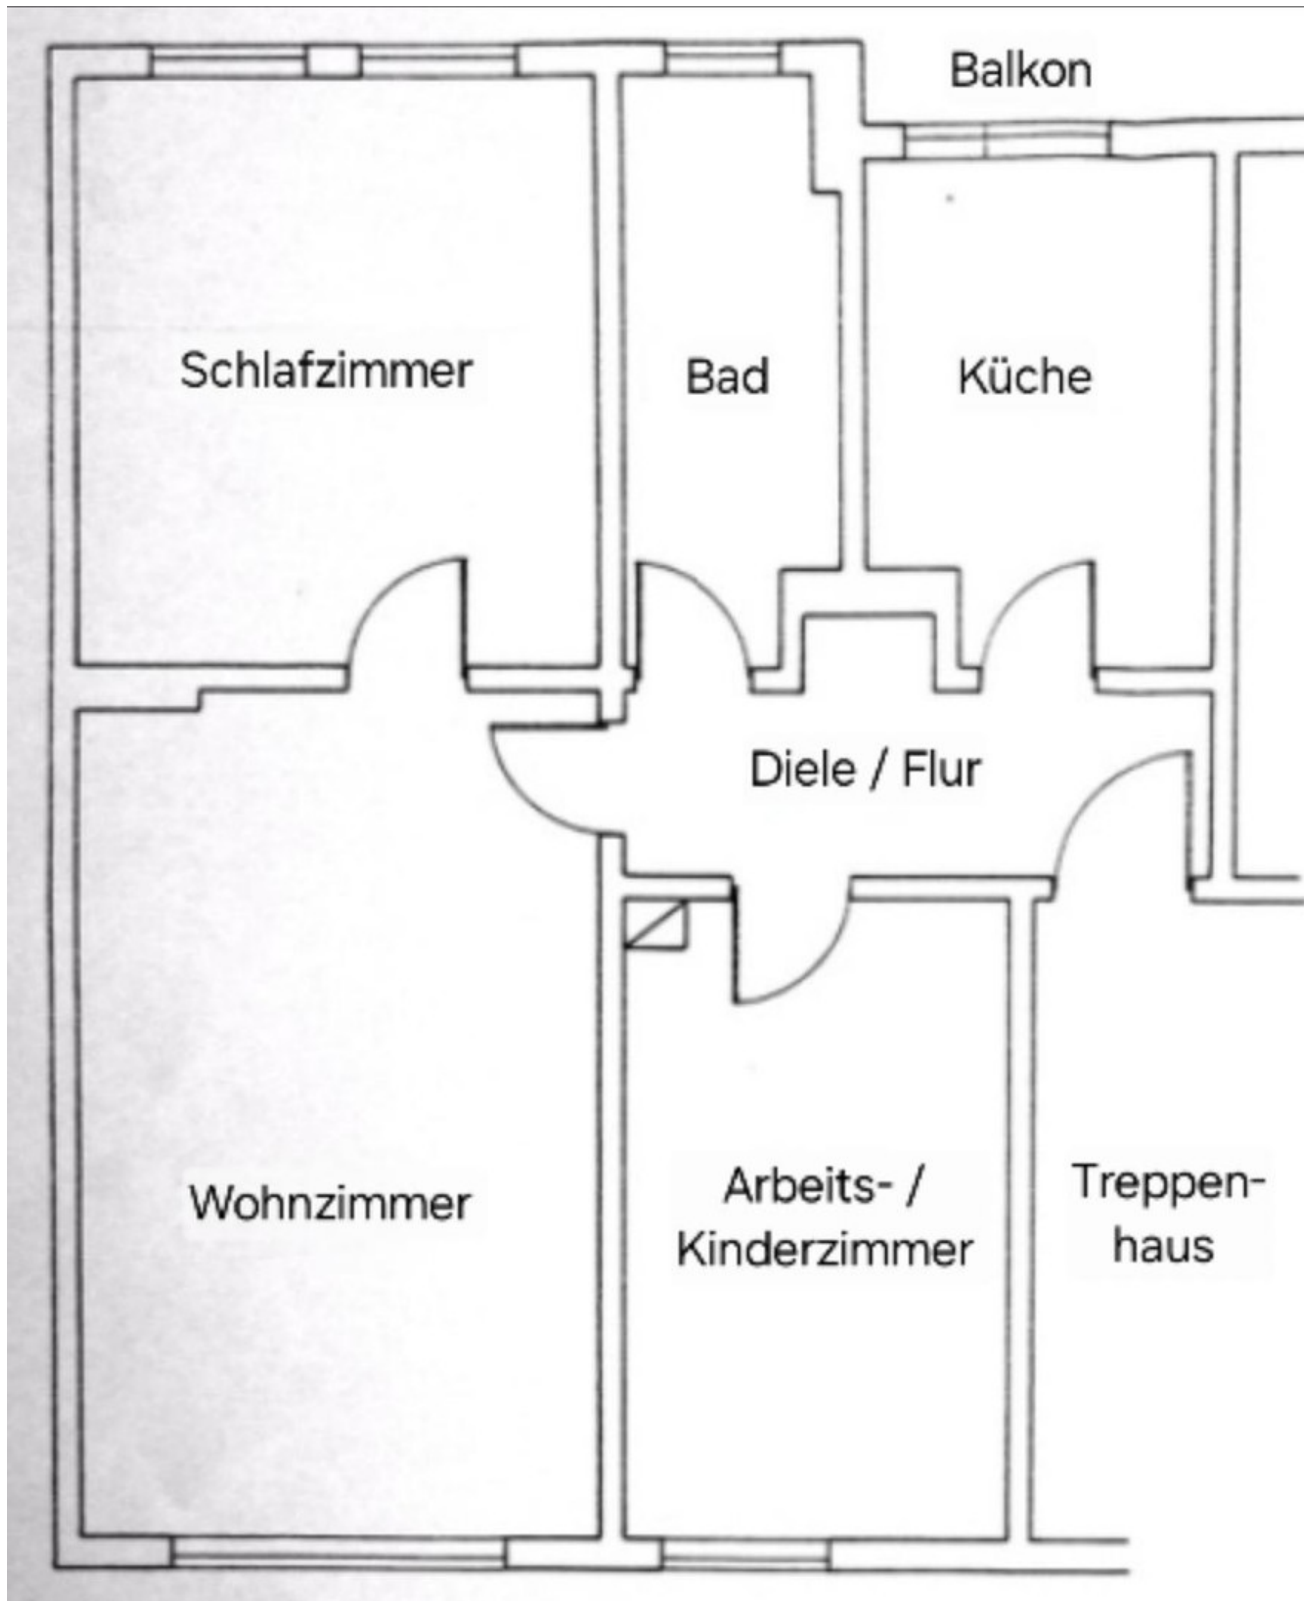 Balkon
Schlafzimmer
Bad
Küche
Diele / Flur
Wohnzimmer
Arbeits- /
Kinderzimmer
Treppen-
haus